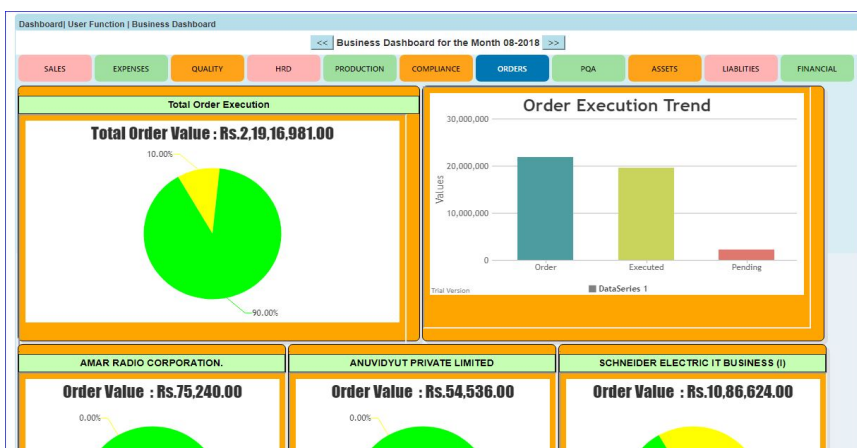 Dashboard| User Function | Business Dashboard
<< Business Dashboard for the Month 08-2018 >>
SALES EXPENSES QUALITY HRD PRODUCTION COMPLIANCE ORDERS PQA ASSETS LIABLITIES FINANCIAL
Total Order Execution
Total Order Value : Rs.2,19,16,981.00
10.00%
90.00%
Order Execution Trend
30,000,000
20,000,000
10,000,000
0
Values
Order Executed Pending
Trial Version
DataSeries 1
AMAR RADIO CORPORATION.
Order Value : Rs.75,240.00
0.00%
ANUVIDYUT PRIVATE LIMITED
Order Value : Rs.54,536.00
0.00%
SCHNEIDER ELECTRIC IT BUSINESS (I)
Order Value : Rs.10,86,624.00